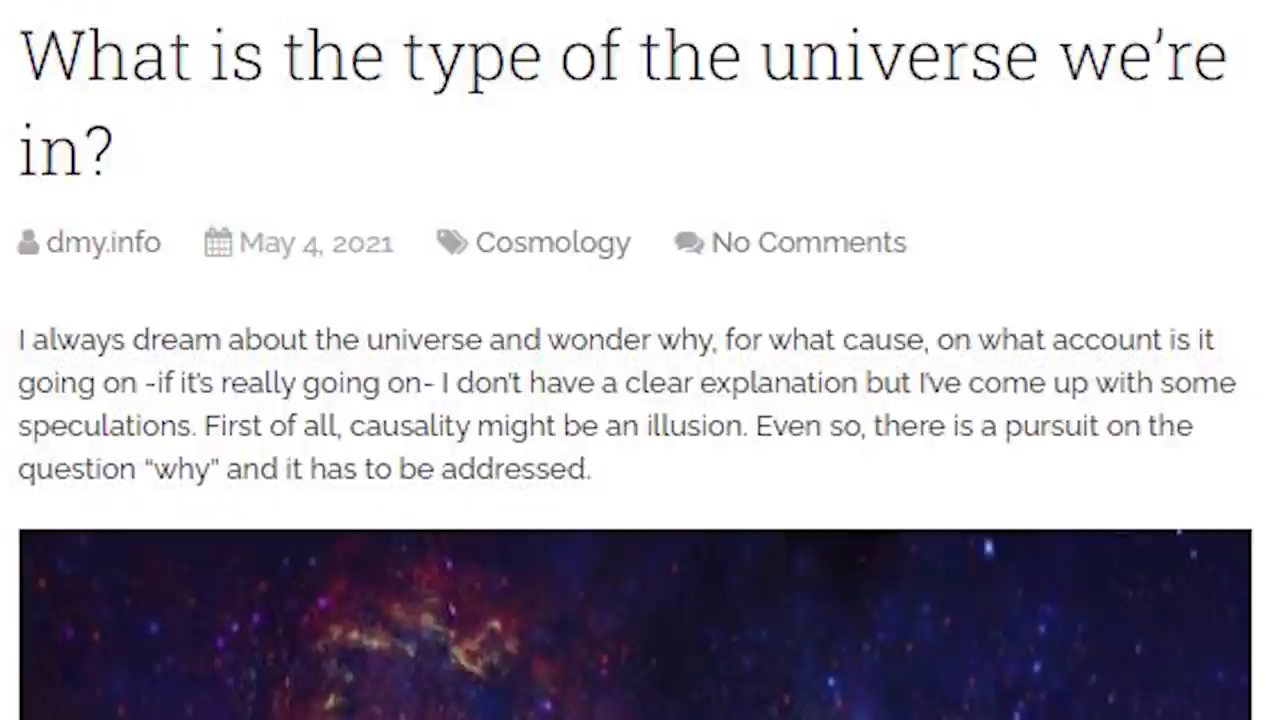 What is the type of the universe we’re
in?
dmy.info May 4, 2021 Cosmology No Comments
I always dream about the universe and wonder why, for what cause, on what account is it
going on -if it’s really going on- I don’t have a clear explanation but I’ve come up with some
speculations. First of all, causality might be an illusion. Even so, there is a pursuit on the
question “why” and it has to be addressed.